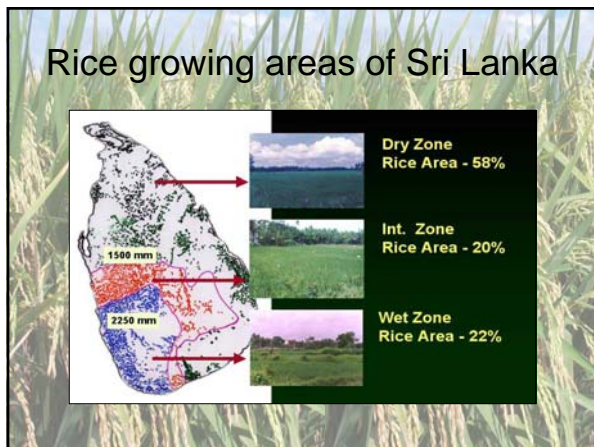 Rice growing areas of Sri Lanka
1500 mm
2250 mm
Dry Zone
Rice Area - 58%
Int. Zone
Rice Area - 20%
Wet Zone
Rice Area - 22%